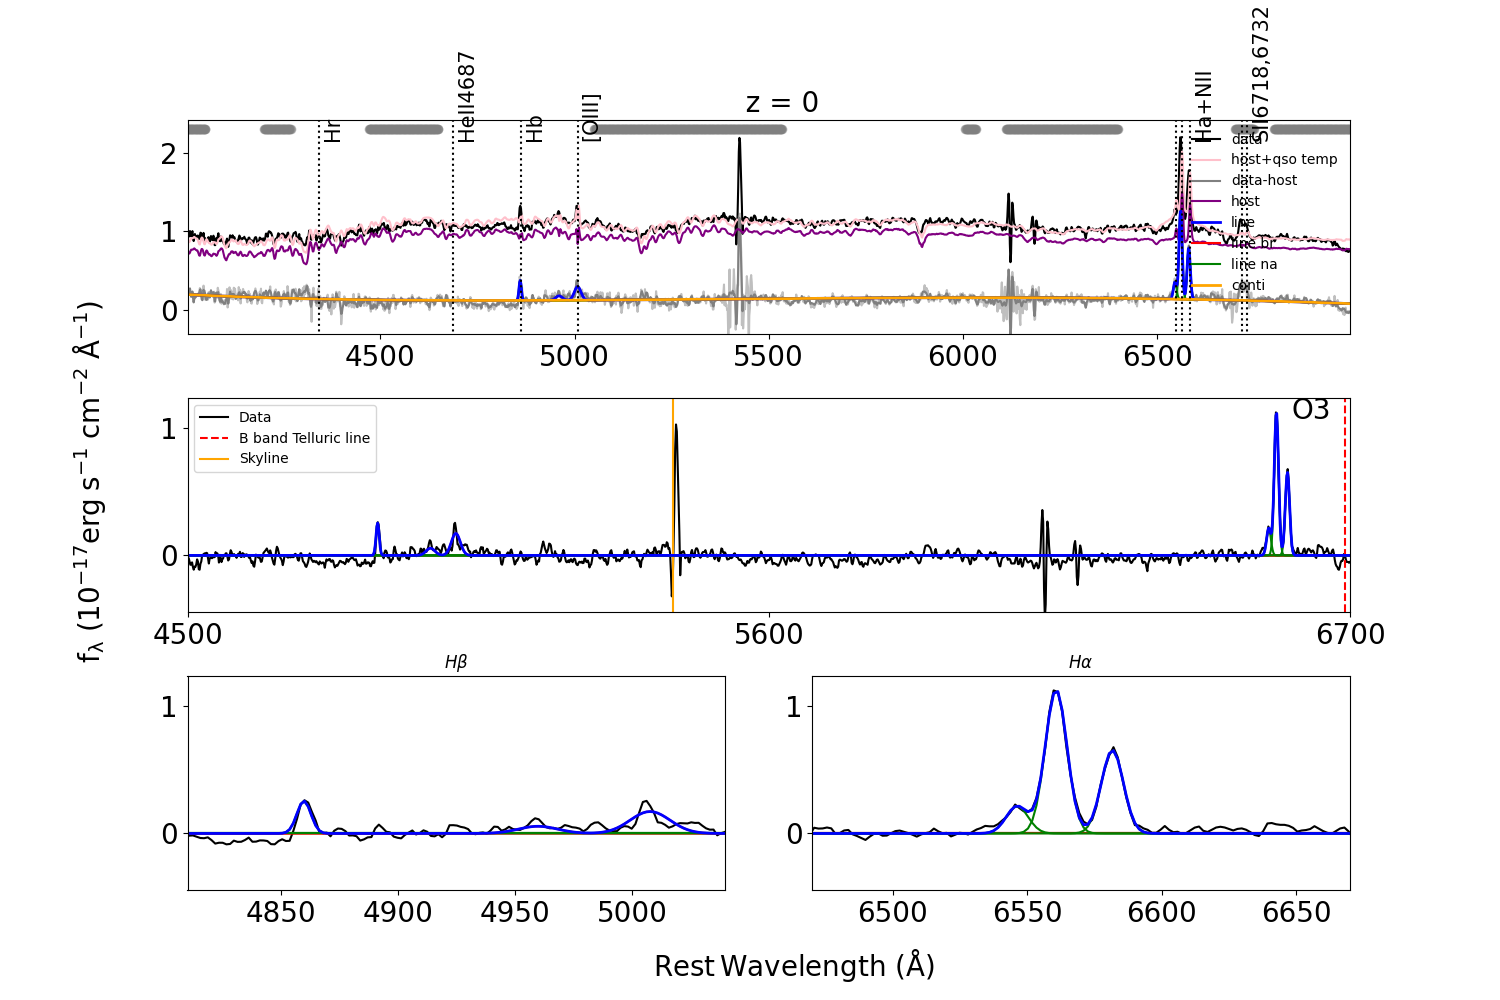 z = 0
Hr
HeII4687
Hb
[OIII]
Ha+NII
SII6718,6732
data
host+qso temp
data-host
host
line
line br
line na
conti
2
1
0
4500 5000 5500 6000 6500
Data
B band Telluric line
Skyline
O3
1
0
4500 5600 6700
fλ (10⁻¹⁷erg s⁻¹ cm⁻² Å⁻¹)
Hβ
1
0
4850 4900 4950 5000
Hα
1
0
6500 6550 6600 6650
Rest Wavelength (Å)